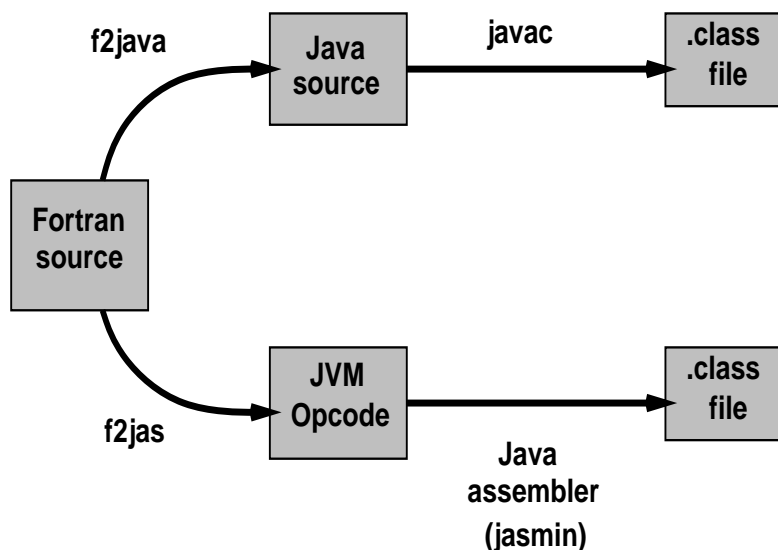 f2java
Java
source
javac
.class
file
Fortran
source
f2jas
JVM
Opcode
Java
assembler
(jasmin)
.class
file